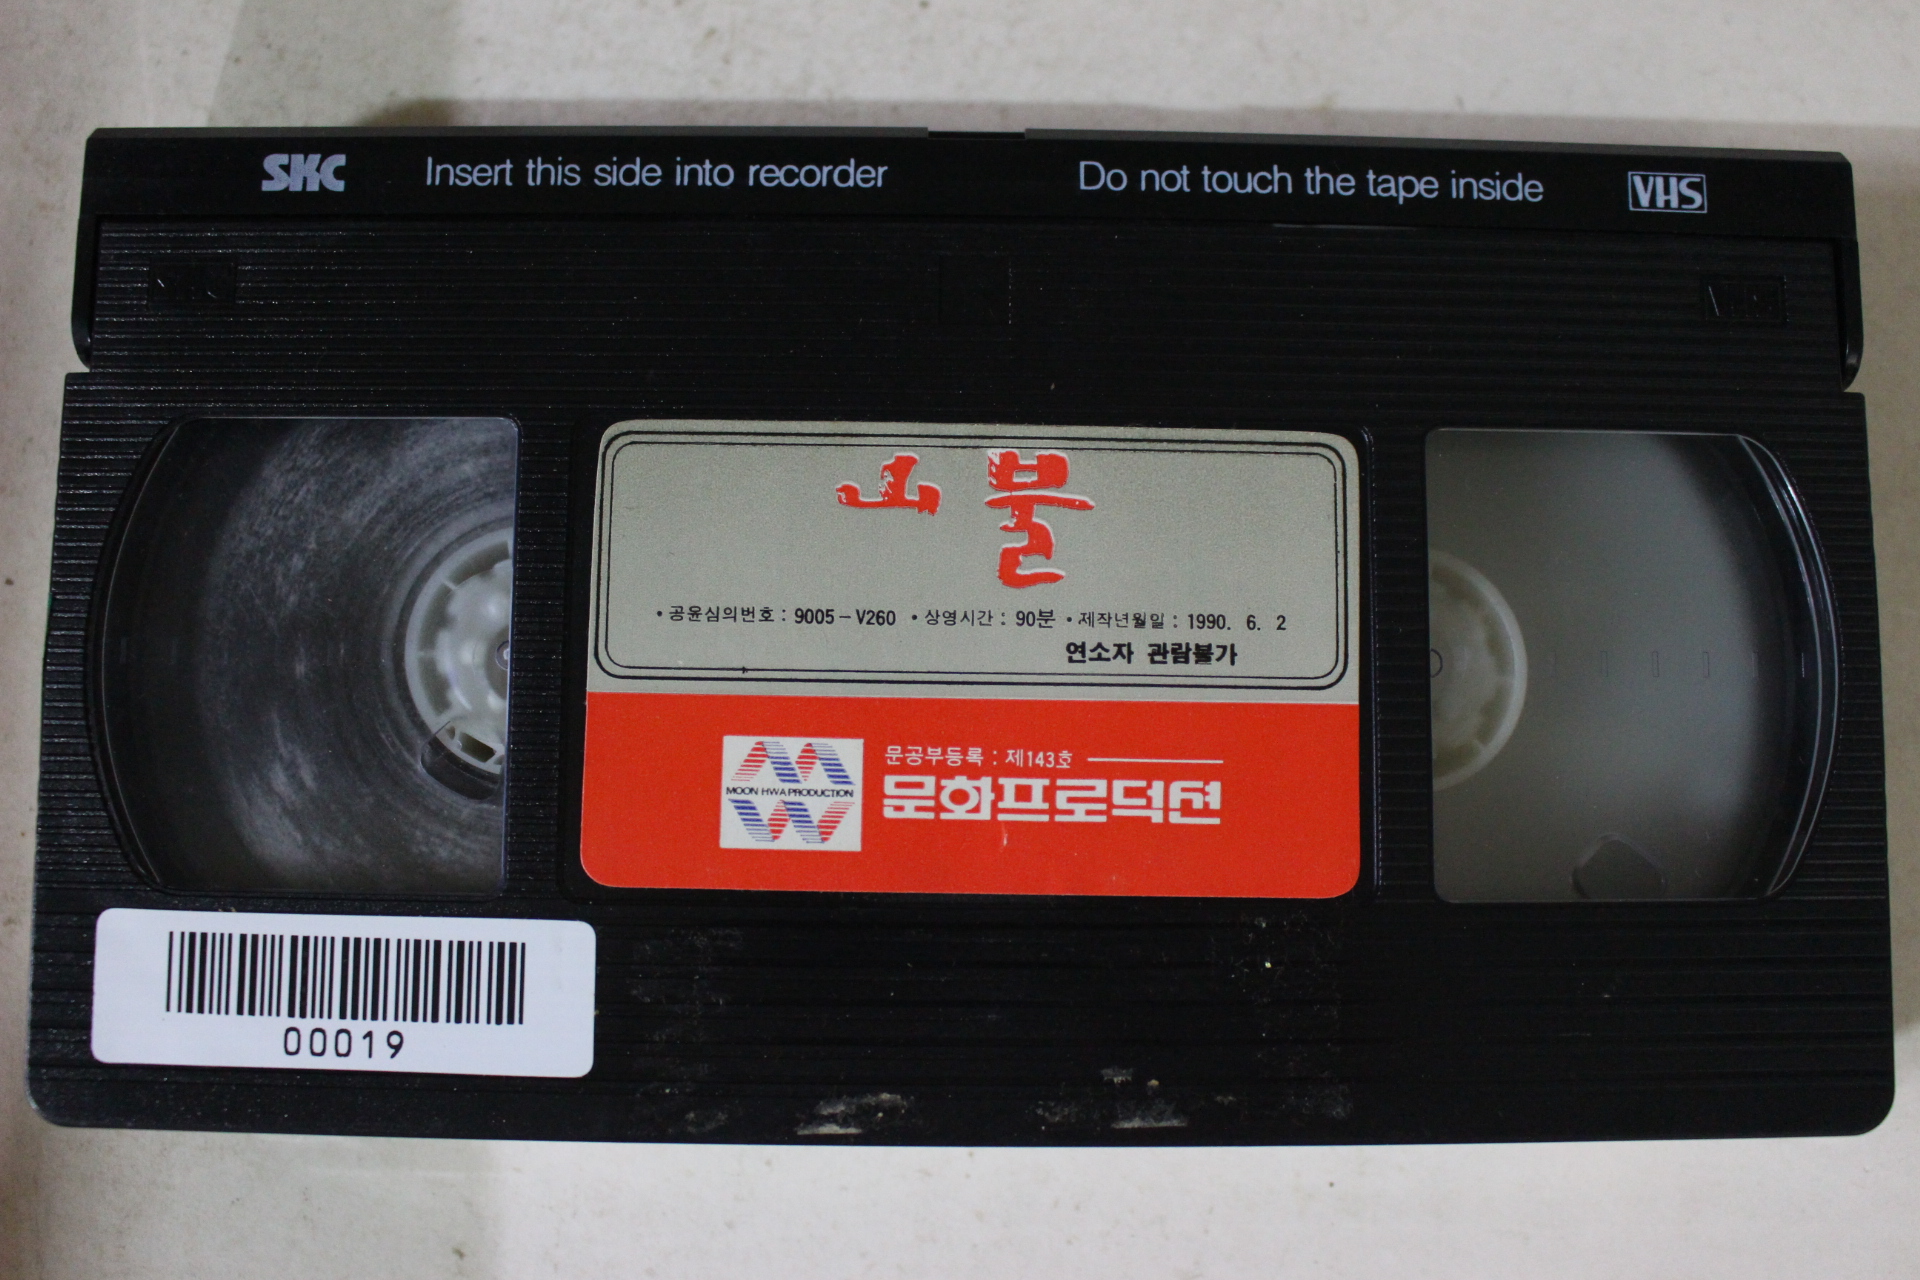 SKC Insert this side into recorder Do not touch the tape inside VHS
山불
• 공윤심의번호 : 9005-V260 • 상영시간 : 90분 • 제작년월일 : 1990. 6. 2
연소자 관람불가
문공부등록 : 제143호
MOON HWA PRODUCTION
문화프로덕션
00019